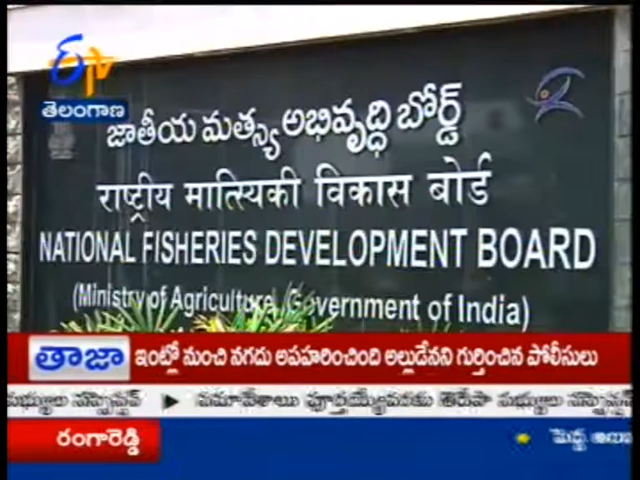 ETV
తెలంగాణ
జాతీయ మత్స్య అభివృద్ధి బోర్డ్
राष्ट्रीय मात्स्यिकी विकास बोर्ड
NATIONAL FISHERIES DEVELOPMENT BOARD
(Ministry of Agriculture, Government of India)
తాజా ఇంట్లో నుంచి నగదు అపహరించింది అల్లుడేనని గుర్తించిన పోలీసులు
రంగారెడ్డి